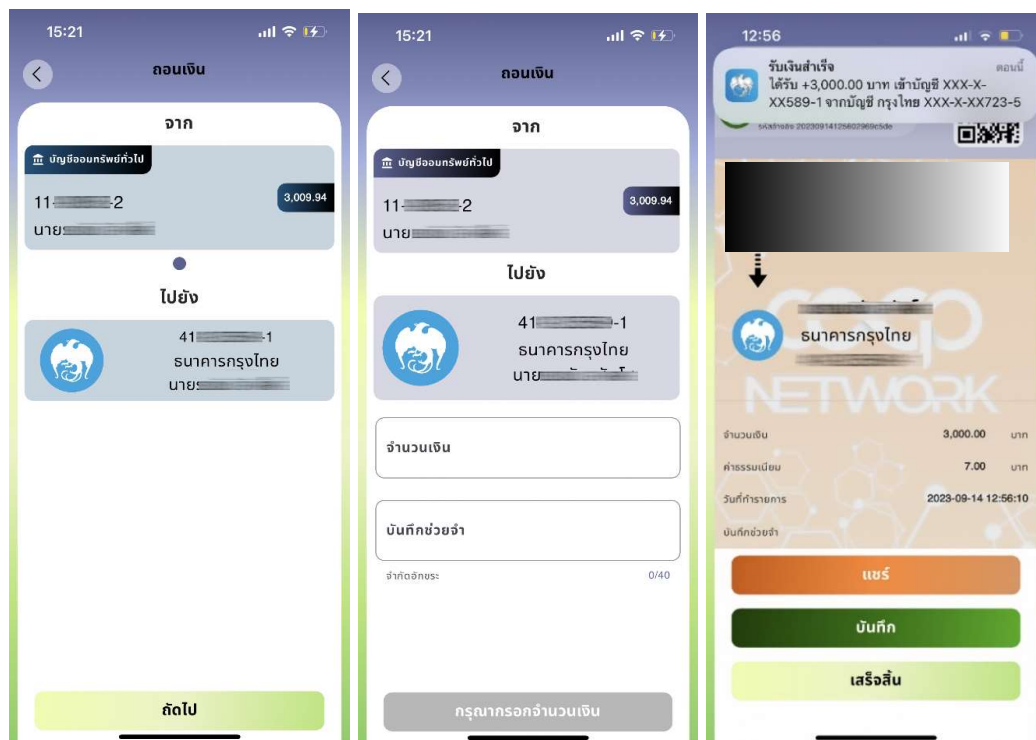 15:21
ถอนเงิน
จาก
บัญชีออมทรัพย์ทั่วไป
11- -2
3,009.94
นาย
ไปยัง
41 -1
ธนาคารกรุงไทย
นาย
ถัดไป
15:21
ถอนเงิน
จาก
บัญชีออมทรัพย์ทั่วไป
11- -2
3,009.94
นาย
ไปยัง
41 -1
ธนาคารกรุงไทย
นาย
จำนวนเงิน
บันทึกช่วยจำ
จำกัดอักขระ: 0/40
กรุณากรอกจำนวนเงิน
12:56
รับเงินสำเร็จ ตอนนี้
ได้รับ +3,000.00 บาท เข้าบัญชี XXX-X-
XX589-1 จากบัญชี กรุงไทย XXX-X-XX723-5
รหัสอ้างอิง
ธนาคารกรุงไทย
NETWORK
จำนวนเงิน 3,000.00 บาท
ค่าธรรมเนียม 7.00 บาท
วันที่ทำรายการ 2023-09-14 12:56:10
บันทึกช่วยจำ
แชร์
บันทึก
เสร็จสิ้น